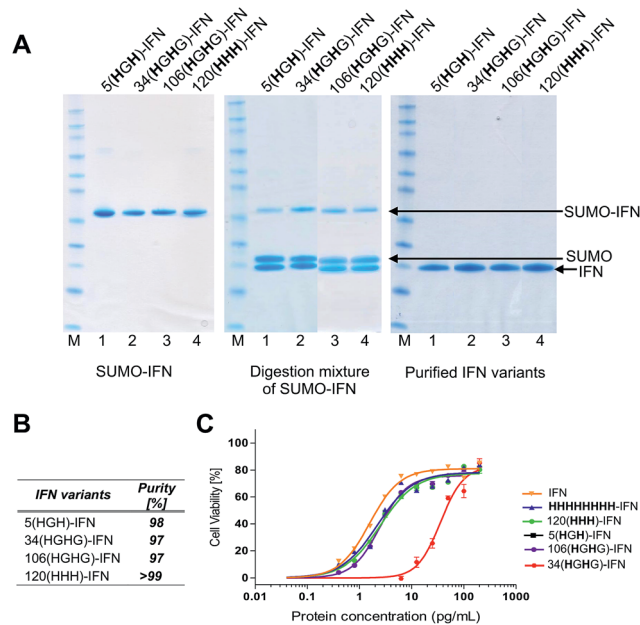 A
5(HGH)-IFN
34(HGHG)-IFN
106(HGHG)-IFN
120(HHH)-IFN
5(HGH)-IFN
34(HGHG)-IFN
106(HGHG)-IFN
120(HHH)-IFN
5(HGH)-IFN
34(HGHG)-IFN
106(HGHG)-IFN
120(HHH)-IFN
SUMO-IFN
SUMO
IFN
M 1 2 3 4
SUMO-IFN
M 1 2 3 4
Digestion mixture
of SUMO-IFN
M 1 2 3 4
Purified IFN variants
B
IFN variants Purity
[%]
5(HGH)-IFN 98
34(HGHG)-IFN 97
106(HGHG)-IFN 97
120(HHH)-IFN >99
C
Cell Viability [%]
100
80
60
40
20
0
0.01 0.1 1 10 100 1000
Protein concentration (pg/mL)
IFN
HHHHHHHH-IFN
120(HHH)-IFN
5(HGH)-IFN
106(HGHG)-IFN
34(HGHG)-IFN